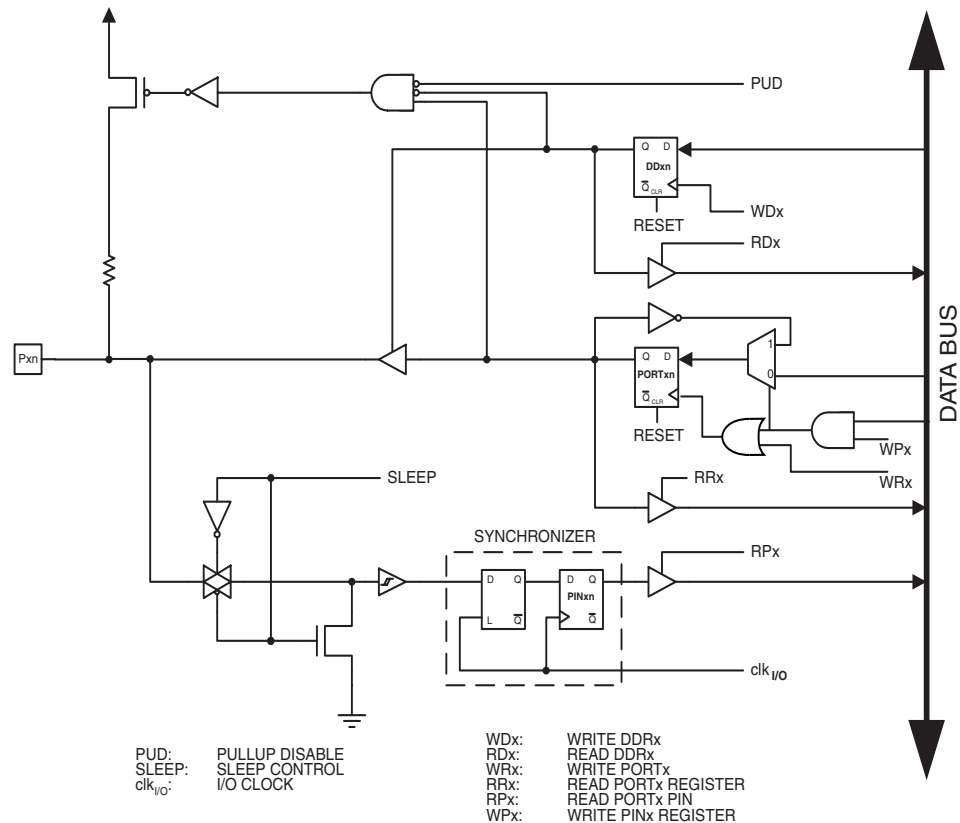 PUD
Q D
DDxn
Q CLR
WDx
RESET
RDx
Pxn
1
Q D
PORTxn
0
Q CLR
RESET
WPx
WRx
DATA BUS
SLEEP
RRx
SYNCHRONIZER
RPx
D Q
D Q
PINxn
L Q
Q
clk I/O
PUD: PULLUP DISABLE
SLEEP: SLEEP CONTROL
clkI/O: I/O CLOCK
WDx: WRITE DDRx
RDx: READ DDRx
WRx: WRITE PORTx
RRx: READ PORTx REGISTER
RPx: READ PORTx PIN
WPx: WRITE PINx REGISTER